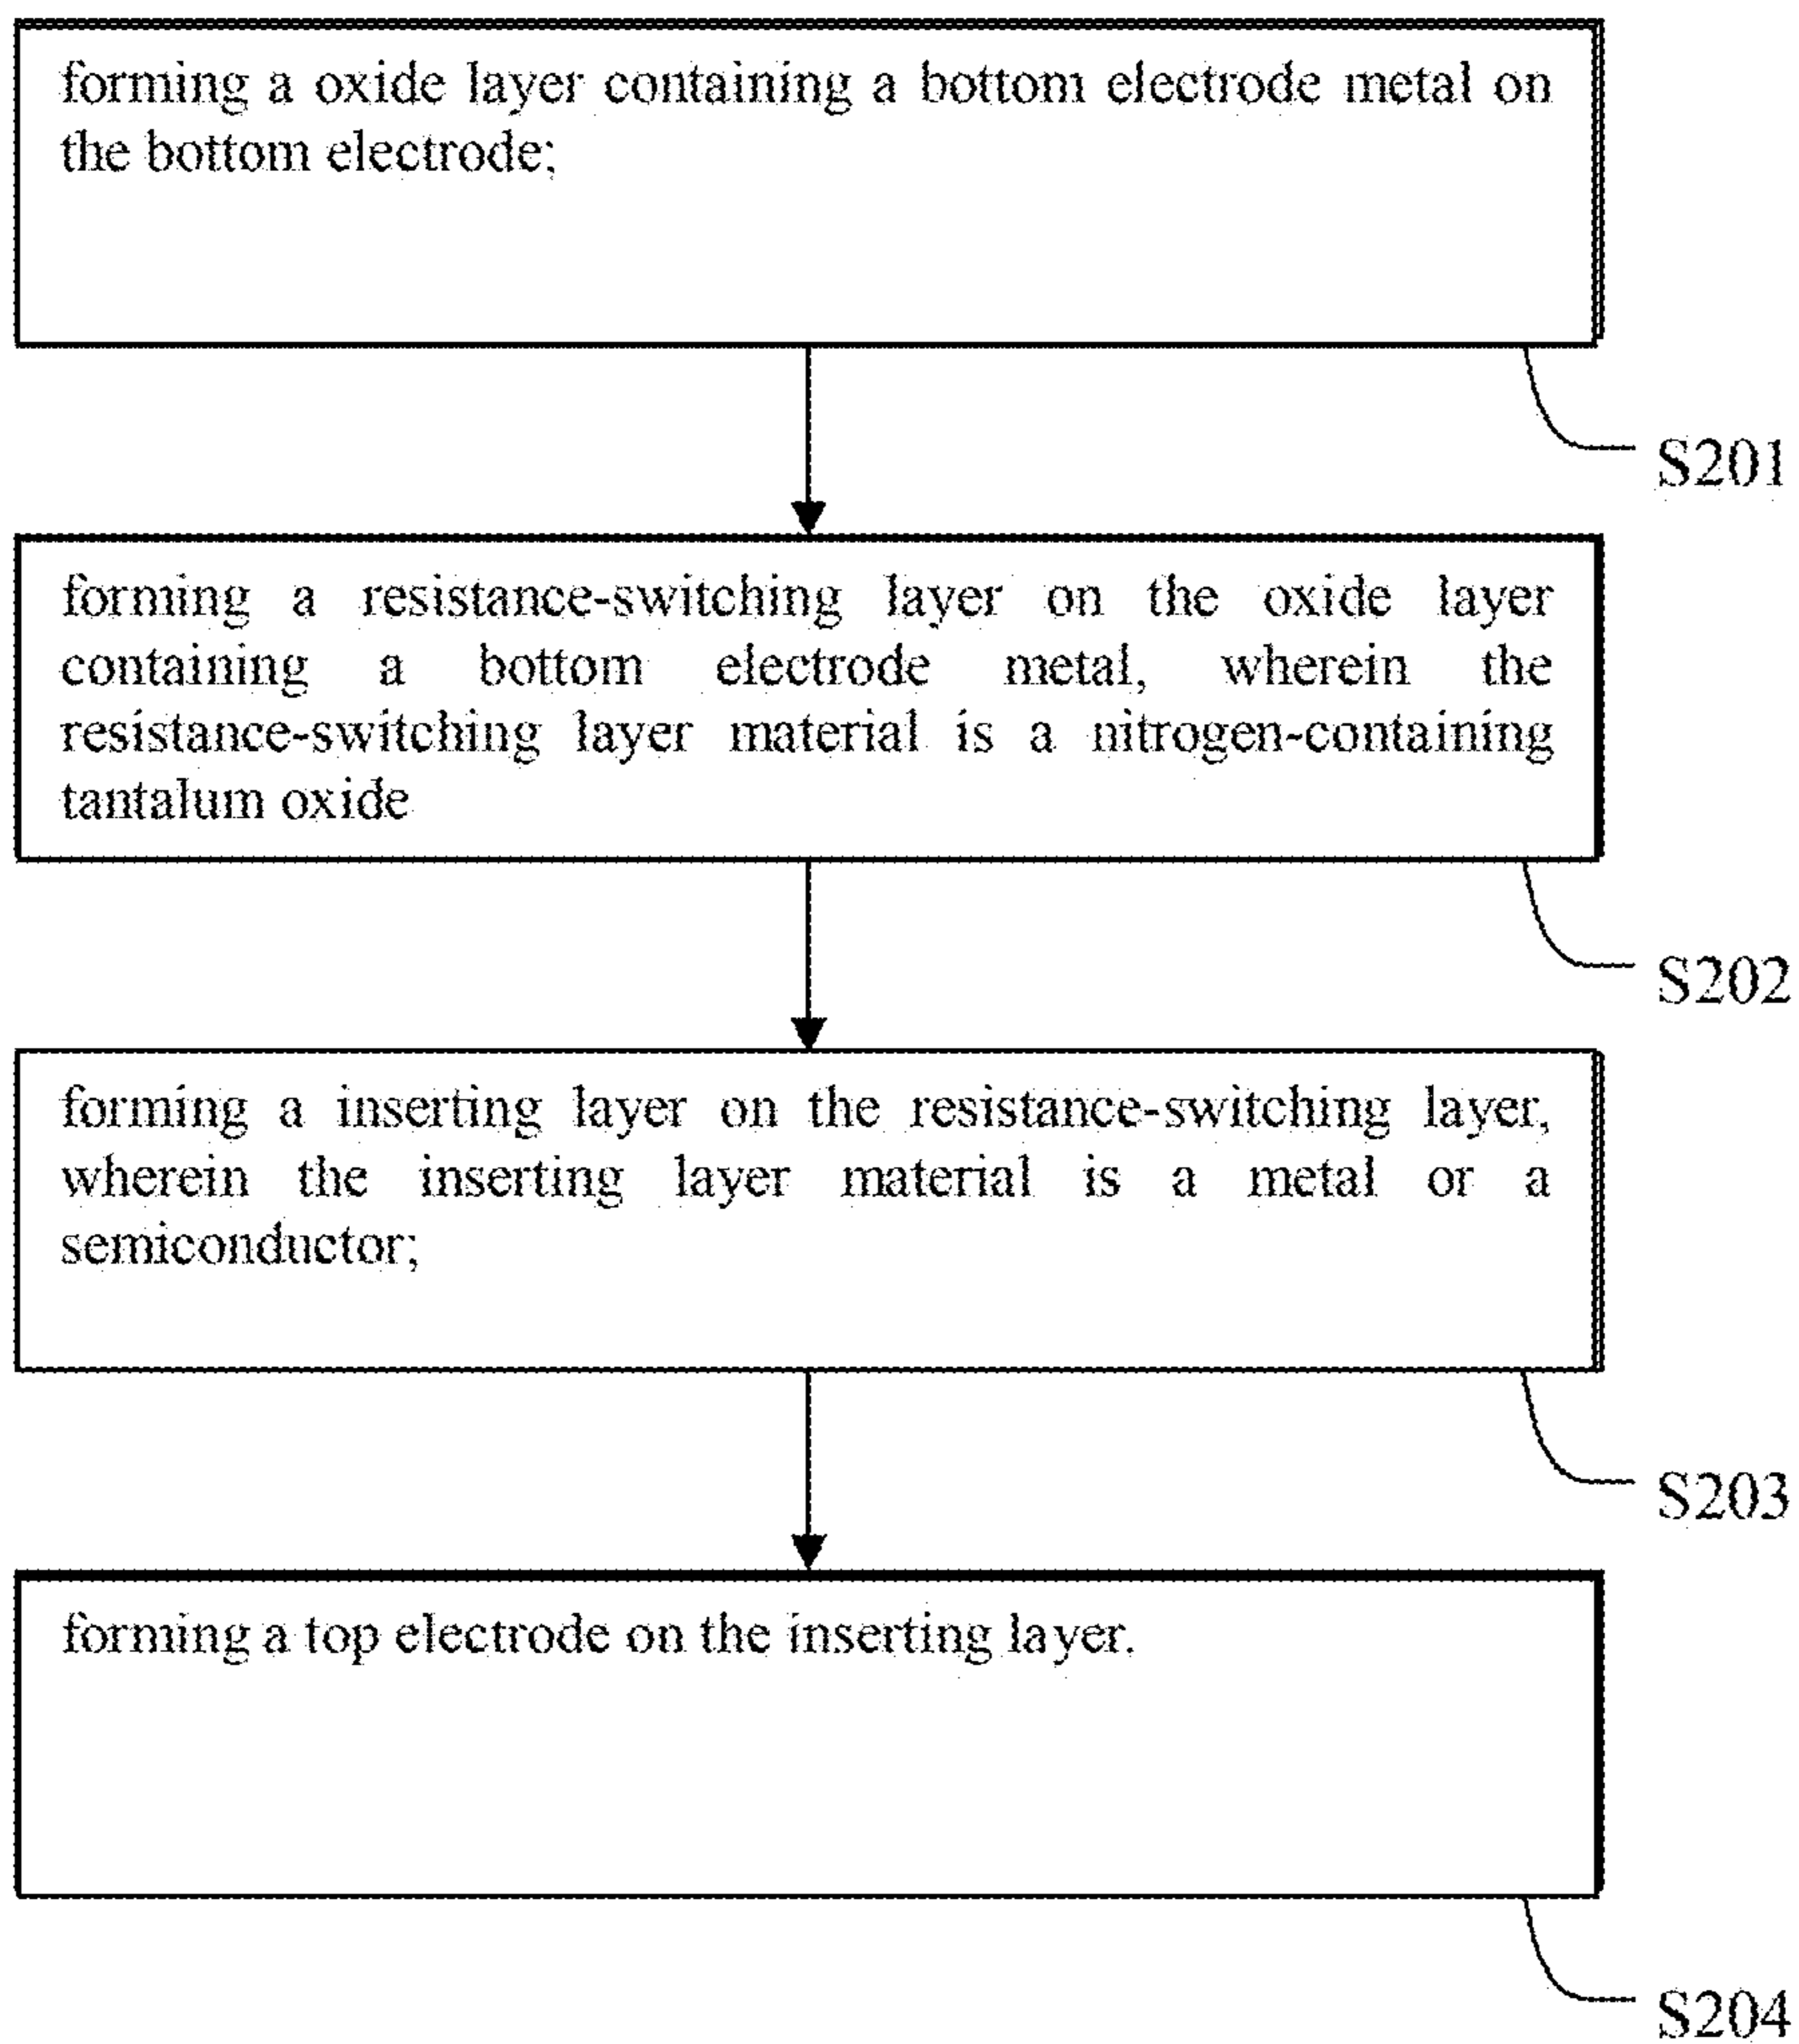 forming a oxide layer containing a bottom electrode metal on
the bottom electrode;
S201
forming a resistance-switching layer on the oxide layer
containing a bottom electrode metal, wherein the
resistance-switching layer material is a nitrogen-containing
tantalum oxide
S202
forming a inserting layer on the resistance-switching layer,
wherein the inserting layer material is a metal or a
semiconductor;
S203
forming a top electrode on the inserting layer.
S204